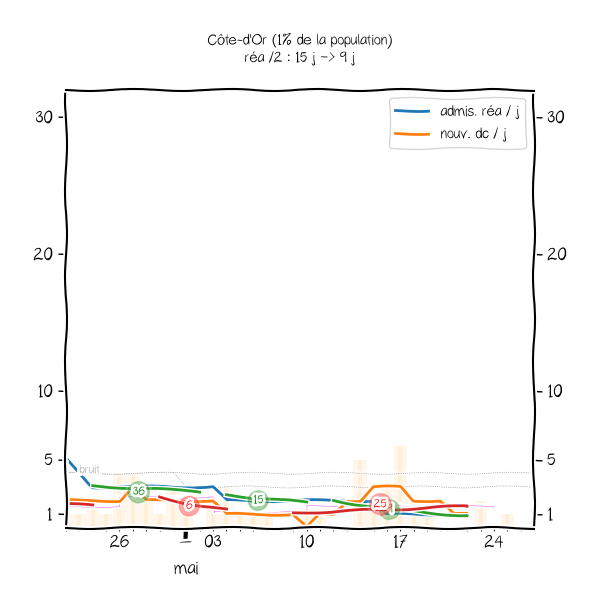 Côte-d'Or (1% de la population)
réa /2 : 15 j -> 9 j
admis. réa / j
nouv. dc / j
30 30
20 20
10 10
5 5
1 1
bruit
36
6
15
25
26 1 03 10 17 24
mai